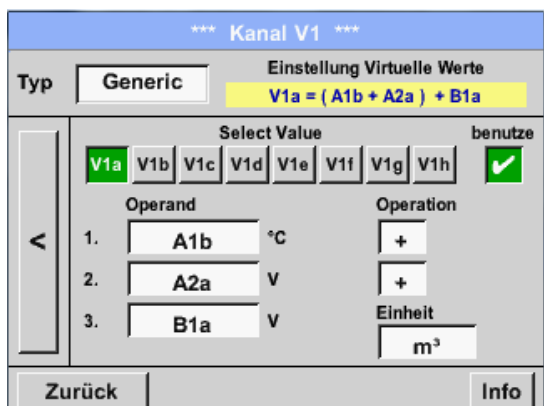 *** Kanal V1 ***
Typ Generic Einstellung Virtuelle Werte
V1a = ( A1b + A2a ) + B1a
Select Value benutze
V1a V1b V1c V1d V1e V1f V1g V1h ✔
Operand Operation
< 1. A1b °C +
2. A2a V +
3. B1a V Einheit
m³
Zurück Info